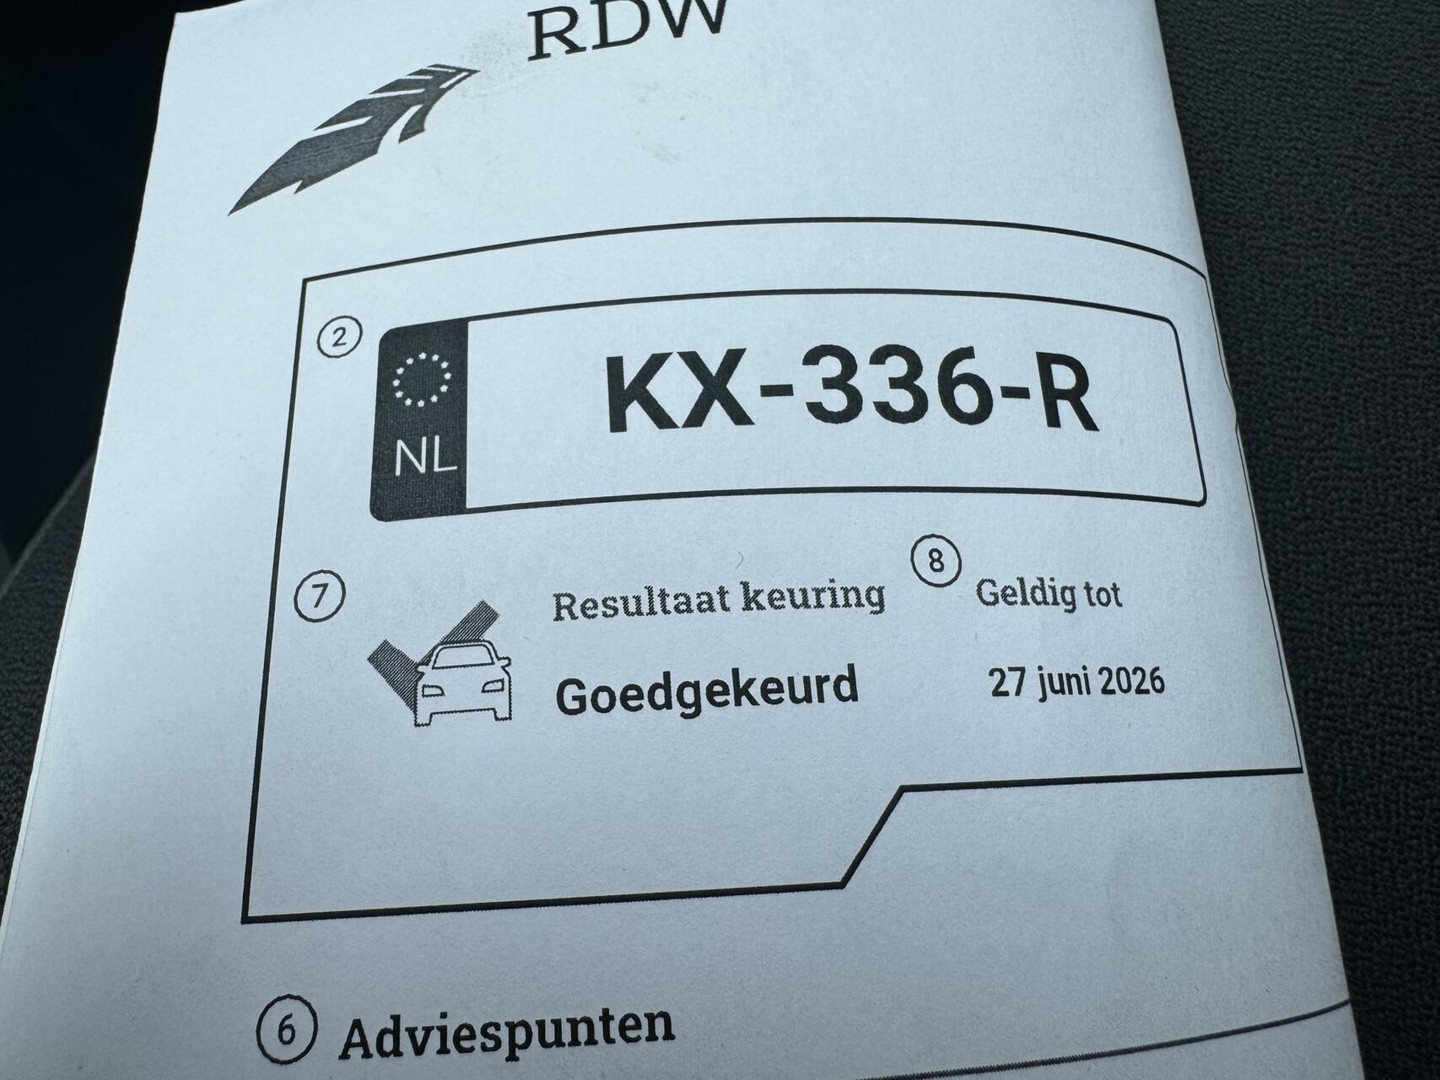 RDW
2
NL
KX-336-R
7
Resultaat keuring
8
Geldig tot
Goedgekeurd
27 juni 2026
6
Adviespunten